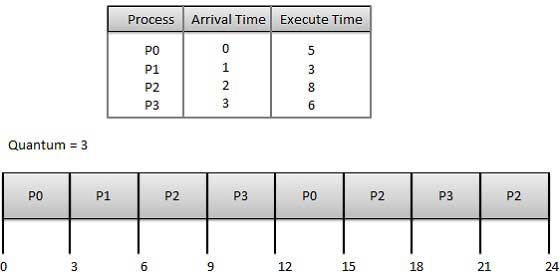 Process Arrival Time Execute Time
P0 0 5
P1 1 3
P2 2 8
P3 3 6
Quantum = 3
P0 P1 P2 P3 P0 P2 P3 P2
0 3 6 9 12 15 18 21 24